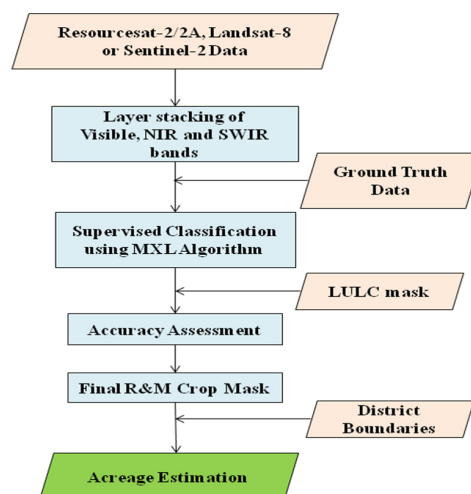 Resourcesat-2/2A, Landsat-8
or Sentinel-2 Data
Layer stacking of
Visible, NIR and SWIR
bands
Ground Truth
Data
Supervised Classification
using MXL Algorithm
LULC mask
Accuracy Assessment
Final R&M Crop Mask
District
Boundaries
Acreage Estimation